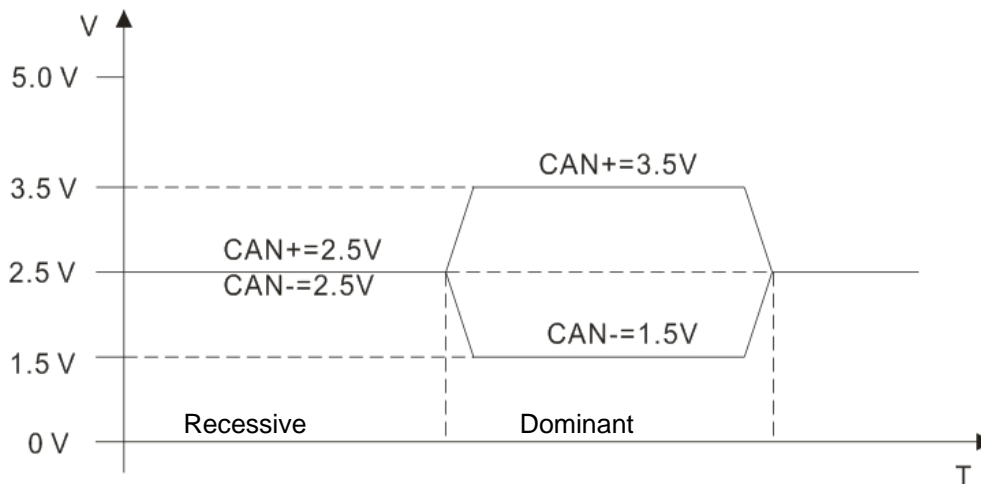 V
5.0 V
CAN+=3.5V
3.5 V
CAN+=2.5V
2.5 V
CAN-=2.5V
CAN-=1.5V
1.5 V
Recessive Dominant
0 V
T